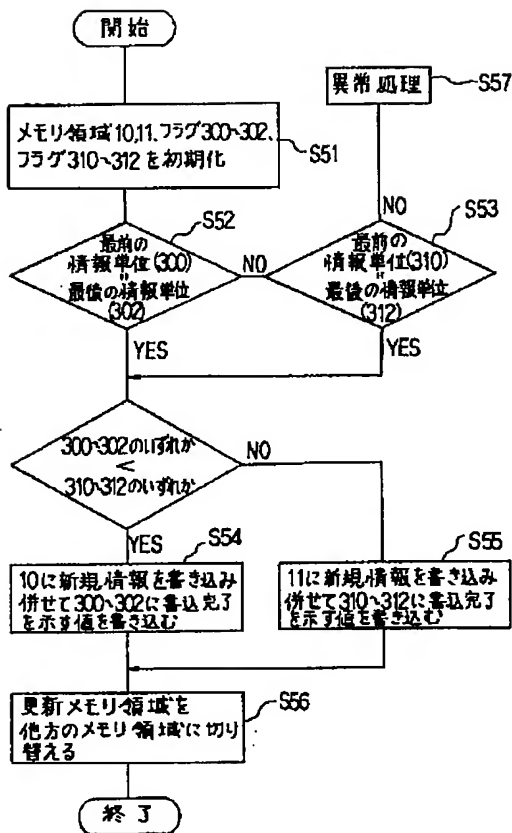 開始
異常処理
S57
メモリ領域10,11、フラグ300~302、
フラグ310~312を初期化
S51
NO
S52
S53
最前の
情報単位(300)
=
最後の情報単位
(302)
NO
最前の
情報単位(310)
=
最後の情報単位
(312)
YES
YES
300~302のいずれか
<
310~312のいずれか
NO
YES
S54
S55
10に新規情報を書き込み
併せて300~302に書込完了
を示す値を書き込む
11に新規情報を書き込み
併せて310~312に書込完了
を示す値を書き込む
S56
更新メモリ領域を
他方のメモリ領域に切り
替える
終了